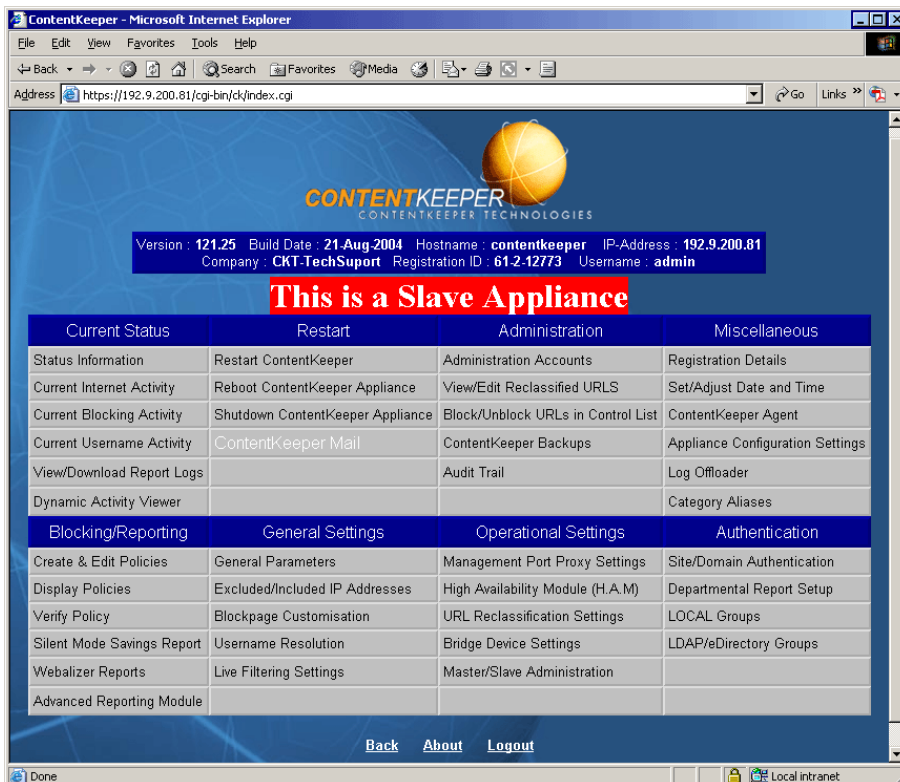 ContentKeeper - Microsoft Internet Explorer
File Edit View Favorites Tools Help
Back Search Favorites Media
Address https://192.9.200.81/cgi-bin/ck/index.cgi Go Links »
CONTENTKEEPER
CONTENTKEEPER TECHNOLOGIES
Version : 121.25 Build Date : 21-Aug-2004 Hostname : contentkeeper IP-Address : 192.9.200.81
Company : CKT-TechSuport Registration ID : 61-2-12773 Username : admin
This is a Slave Appliance
Current Status Restart Administration Miscellaneous
Status Information Restart ContentKeeper Administration Accounts Registration Details
Current Internet Activity Reboot ContentKeeper Appliance View/Edit Reclassified URLS Set/Adjust Date and Time
Current Blocking Activity Shutdown ContentKeeper Appliance Block/Unblock URLs in Control List ContentKeeper Agent
Current Username Activity ContentKeeper Mail ContentKeeper Backups Appliance Configuration Settings
View/Download Report Logs Audit Trail Log Offloader
Dynamic Activity Viewer Category Aliases
Blocking/Reporting General Settings Operational Settings Authentication
Create & Edit Policies General Parameters Management Port Proxy Settings Site/Domain Authentication
Display Policies Excluded/Included IP Addresses High Availability Module (H.A.M) Departmental Report Setup
Verify Policy Blockpage Customisation URL Reclassification Settings LOCAL Groups
Silent Mode Savings Report Username Resolution Bridge Device Settings LDAP/eDirectory Groups
Webalizer Reports Live Filtering Settings Master/Slave Administration
Advanced Reporting Module
Back About Logout
Done Local intranet